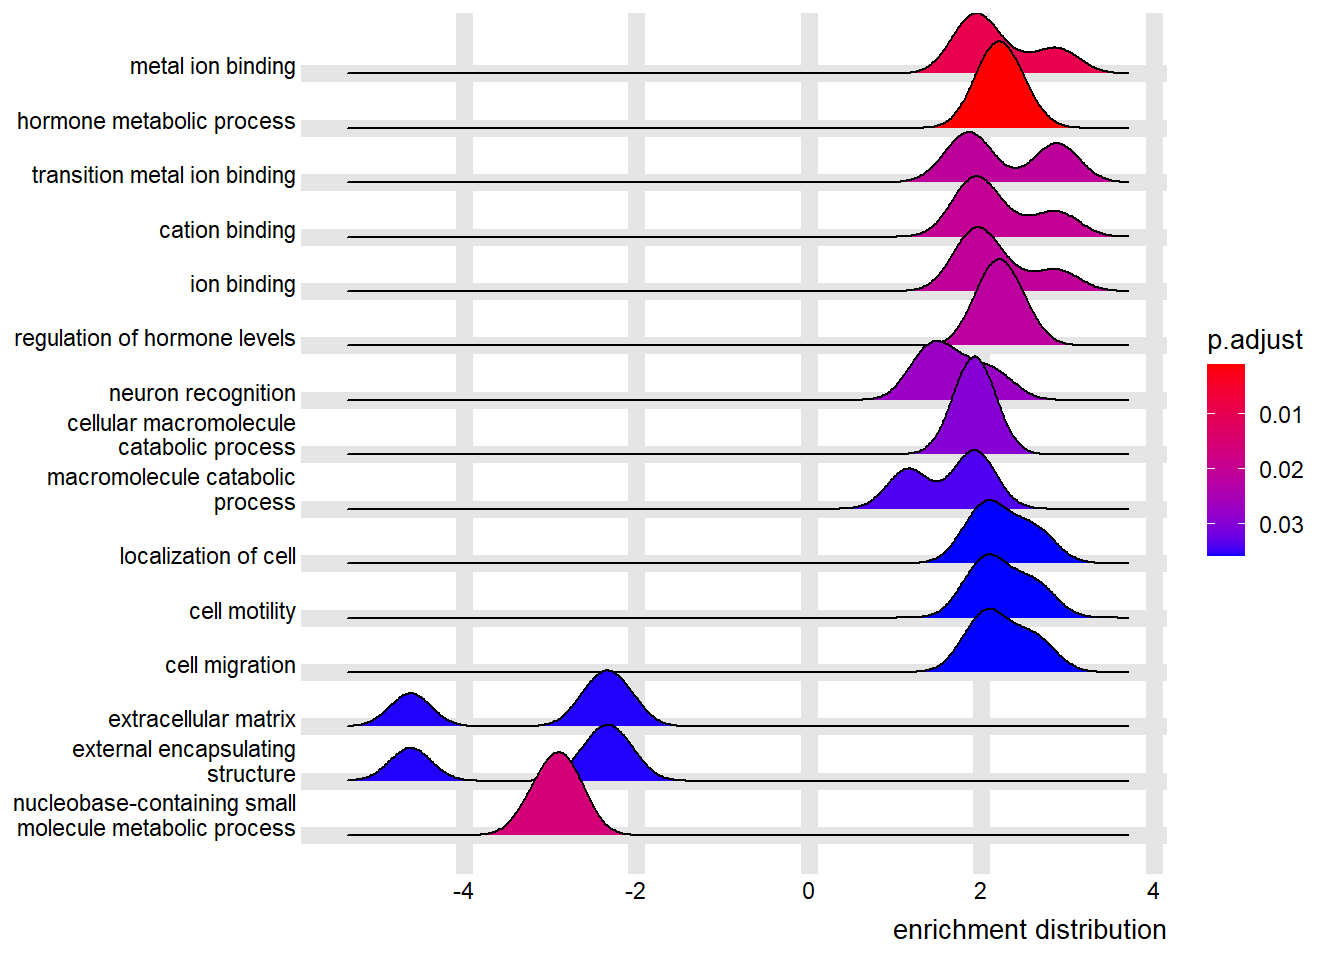 metal ion binding
hormone metabolic process
transition metal ion binding
cation binding
ion binding
regulation of hormone levels
neuron recognition
cellular macromolecule
catabolic process
macromolecule catabolic
process
localization of cell
cell motility
cell migration
extracellular matrix
external encapsulating
structure
nucleobase-containing small
molecule metabolic process
-4 -2 0 2 4
enrichment distribution
p.adjust
0.01
0.02
0.03